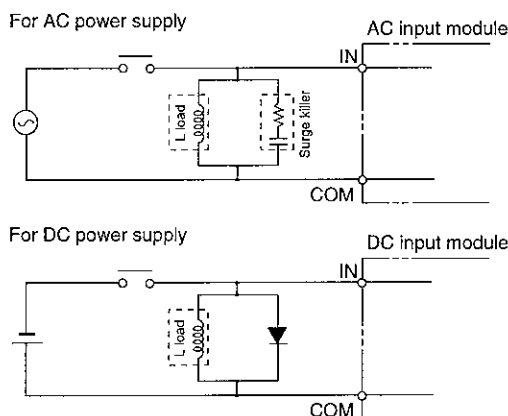 For AC power supply
AC input module
IN
L load
Surge killer
COM
For DC power supply
DC input module
IN
L load
COM